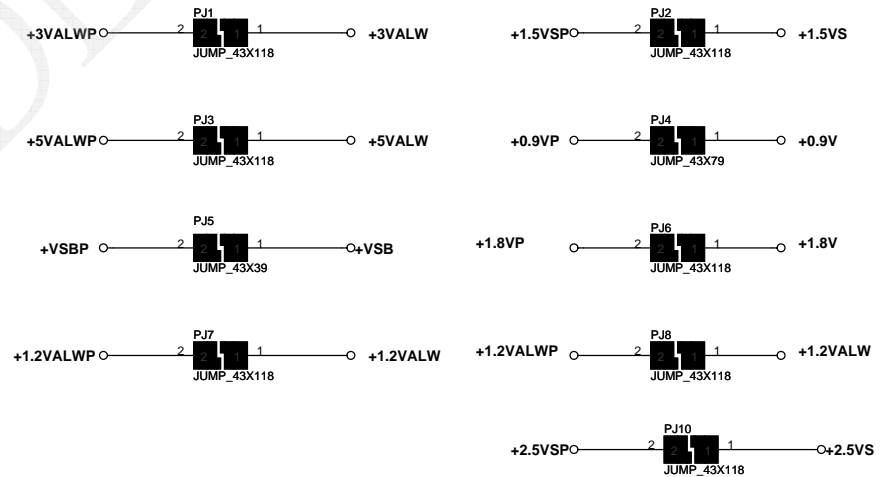 PJ1
+3VALWP 2 2 1 1 +3VALW
JUMP_43X118
PJ2
+1.5VSP 2 2 1 1 +1.5VS
JUMP_43X118
PJ3
+5VALWP 2 2 1 1 +5VALW
JUMP_43X118
PJ4
+0.9VP 2 2 1 1 +0.9V
JUMP_43X79
PJ5
+VSBP 2 2 1 1 +VSB
JUMP_43X39
PJ6
+1.8VP 2 2 1 1 +1.8V
JUMP_43X118
PJ7
+1.2VALWP 2 2 1 1 +1.2VALW
JUMP_43X118
PJ8
+1.2VALWP 2 2 1 1 +1.2VALW
JUMP_43X118
PJ10
+2.5VSP 2 2 1 1 +2.5VS
JUMP_43X118